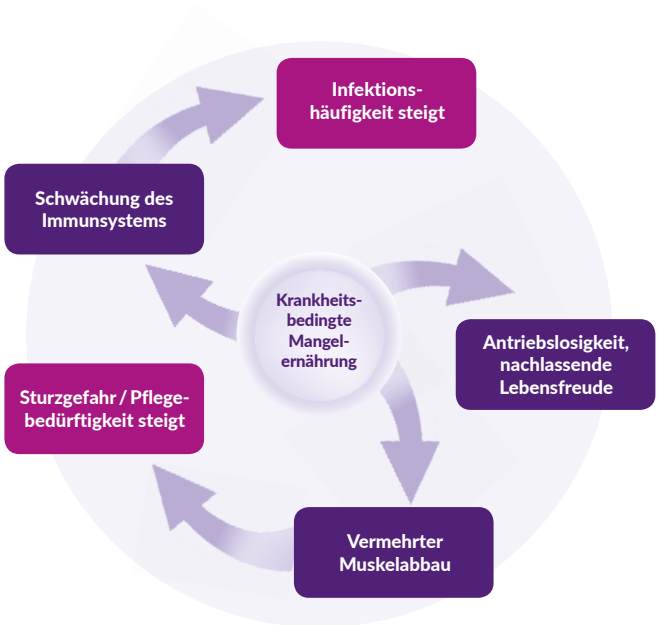 Infektions-
häufigkeit steigt
Schwächung des
Immunsystems
Krankheits-
bedingte
Mangel-
ernährung
Antriebslosigkeit,
nachlassende
Lebensfreude
Sturzgefahr / Pflege-
bedürftigkeit steigt
Vermehrter
Muskelabbau